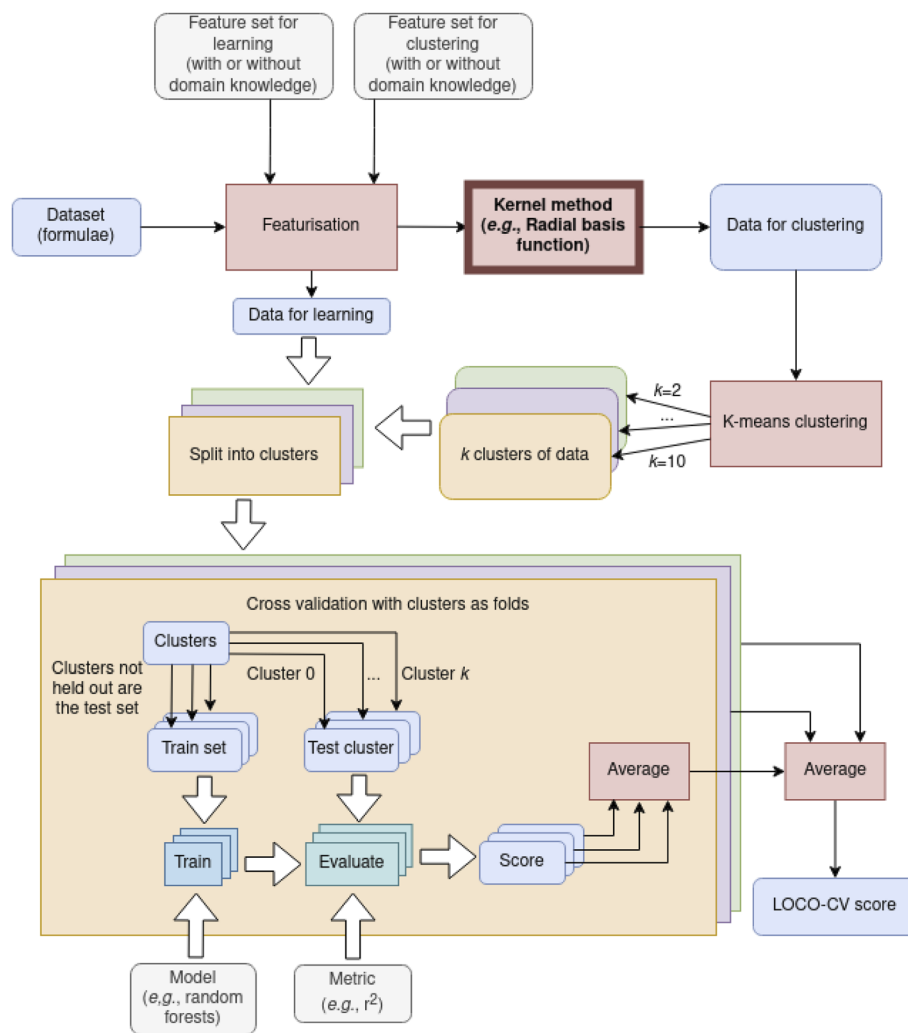 Feature set for
learning
(with or without
domain knowledge)
Feature set for
clustering
(with or without
domain knowledge)
Dataset
(formulae)
Featurisation
Kernel method
(e.g., Radial basis
function)
Data for clustering
Data for learning
Split into clusters
k clusters of data
k=2
...
k=10
K-means clustering
Cross validation with clusters as folds
Clusters
Clusters not
held out are
the test set
Cluster 0
...
Cluster k
Train set
Test cluster
Average
Average
Train
Evaluate
Score
LOCO-CV score
Model
(e,g., random
forests)
Metric
(e.g., r²)